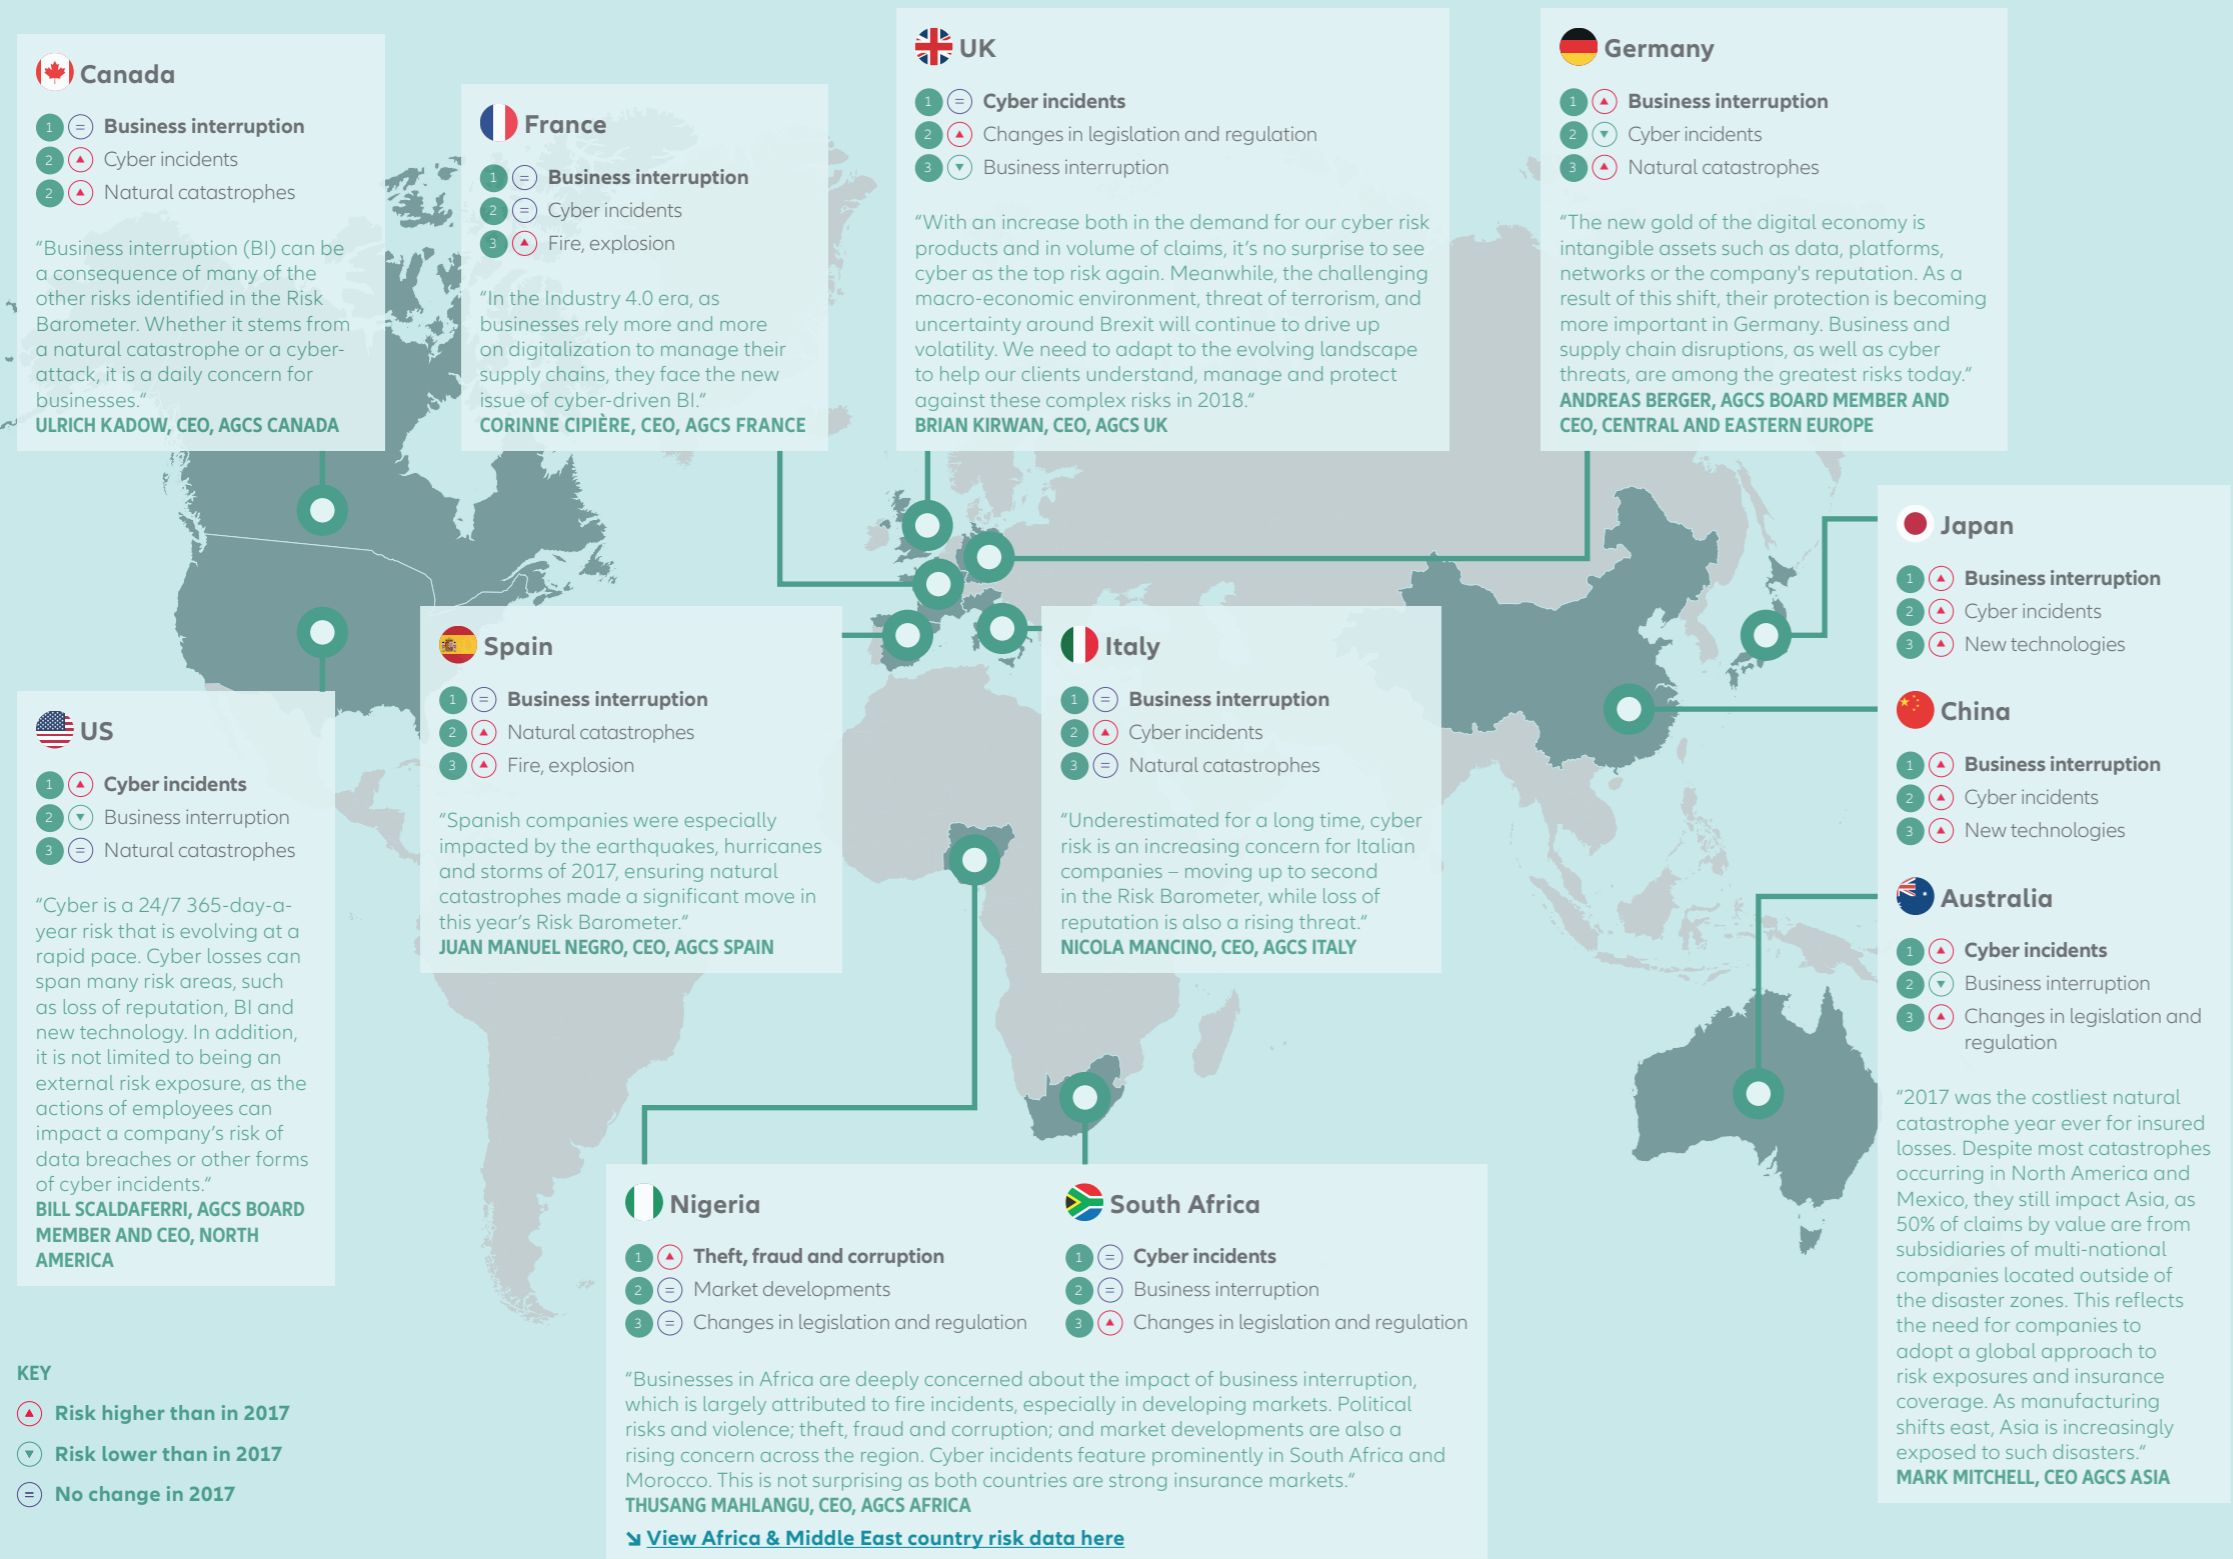 Canada
1 = Business interruption
2 ▲ Cyber incidents
2 ▲ Natural catastrophes
“Business interruption (BI) can be
a consequence of many of the
other risks identified in the Risk
Barometer. Whether it stems from
a natural catastrophe or a cyber-
attack, it is a daily concern for
businesses.“
ULRICH KADOW, CEO, AGCS CANADA
France
1 = Business interruption
2 = Cyber incidents
3 ▲ Fire, explosion
“In the Industry 4.0 era, as
businesses rely more and more
on digitalization to manage their
supply chains, they face the new
issue of cyber-driven BI.“
CORINNE CIPIÈRE, CEO, AGCS FRANCE
UK
1 = Cyber incidents
2 ▲ Changes in legislation and regulation
3 ▼ Business interruption
“With an increase both in the demand for our cyber risk
products and in volume of claims, it’s no surprise to see
cyber as the top risk again. Meanwhile, the challenging
macro-economic environment, threat of terrorism, and
uncertainty around Brexit will continue to drive up
volatility. We need to adapt to the evolving landscape
to help our clients understand, manage and protect
against these complex risks in 2018.“
BRIAN KIRWAN, CEO, AGCS UK
Germany
1 ▲ Business interruption
2 ▼ Cyber incidents
3 ▲ Natural catastrophes
“The new gold of the digital economy is
intangible assets such as data, platforms,
networks or the company's reputation. As a
result of this shift, their protection is becoming
more important in Germany. Business and
supply chain disruptions, as well as cyber
threats, are among the greatest risks today.“
ANDREAS BERGER, AGCS BOARD MEMBER AND
CEO, CENTRAL AND EASTERN EUROPE
US
1 ▲ Cyber incidents
2 ▼ Business interruption
3 = Natural catastrophes
“Cyber is a 24/7 365-day-a-
year risk that is evolving at a
rapid pace. Cyber losses can
span many risk areas, such
as loss of reputation, BI and
new technology. In addition,
it is not limited to being an
external risk exposure, as the
actions of employees can
impact a company’s risk of
data breaches or other forms
of cyber incidents.“
BILL SCALDAFERRI, AGCS BOARD
MEMBER AND CEO, NORTH
AMERICA
Spain
1 = Business interruption
2 ▲ Natural catastrophes
3 ▲ Fire, explosion
“Spanish companies were especially
impacted by the earthquakes, hurricanes
and storms of 2017, ensuring natural
catastrophes made a significant move in
this year’s Risk Barometer.“
JUAN MANUEL NEGRO, CEO, AGCS SPAIN
Italy
1 = Business interruption
2 ▲ Cyber incidents
3 = Natural catastrophes
“Underestimated for a long time, cyber
risk is an increasing concern for Italian
companies – moving up to second
in the Risk Barometer, while loss of
reputation is also a rising threat.“
NICOLA MANCINO, CEO, AGCS ITALY
Japan
1 ▲ Business interruption
2 ▲ Cyber incidents
3 ▲ New technologies
China
1 ▲ Business interruption
2 ▲ Cyber incidents
3 ▲ New technologies
Australia
1 ▲ Cyber incidents
2 ▼ Business interruption
3 ▲ Changes in legislation and
regulation
“2017 was the costliest natural
catastrophe year ever for insured
losses. Despite most catastrophes
occurring in North America and
Mexico, they still impact Asia, as
50% of claims by value are from
subsidiaries of multi-national
companies located outside of
the disaster zones. This reflects
the need for companies to
adopt a global approach to
risk exposures and insurance
coverage. As manufacturing
shifts east, Asia is increasingly
exposed to such disasters.“
MARK MITCHELL, CEO AGCS ASIA
Nigeria
1 ▲ Theft, fraud and corruption
2 = Market developments
3 = Changes in legislation and regulation
South Africa
1 = Cyber incidents
2 = Business interruption
3 ▲ Changes in legislation and regulation
“Businesses in Africa are deeply concerned about the impact of business interruption,
which is largely attributed to fire incidents, especially in developing markets. Political
risks and violence; theft, fraud and corruption; and market developments are also a
rising concern across the region. Cyber incidents feature prominently in South Africa and
Morocco. This is not surprising as both countries are strong insurance markets.“
THUSANG MAHLANGU, CEO, AGCS AFRICA
View Africa & Middle East country risk data here
KEY
▲ Risk higher than in 2017
▼ Risk lower than in 2017
= No change in 2017